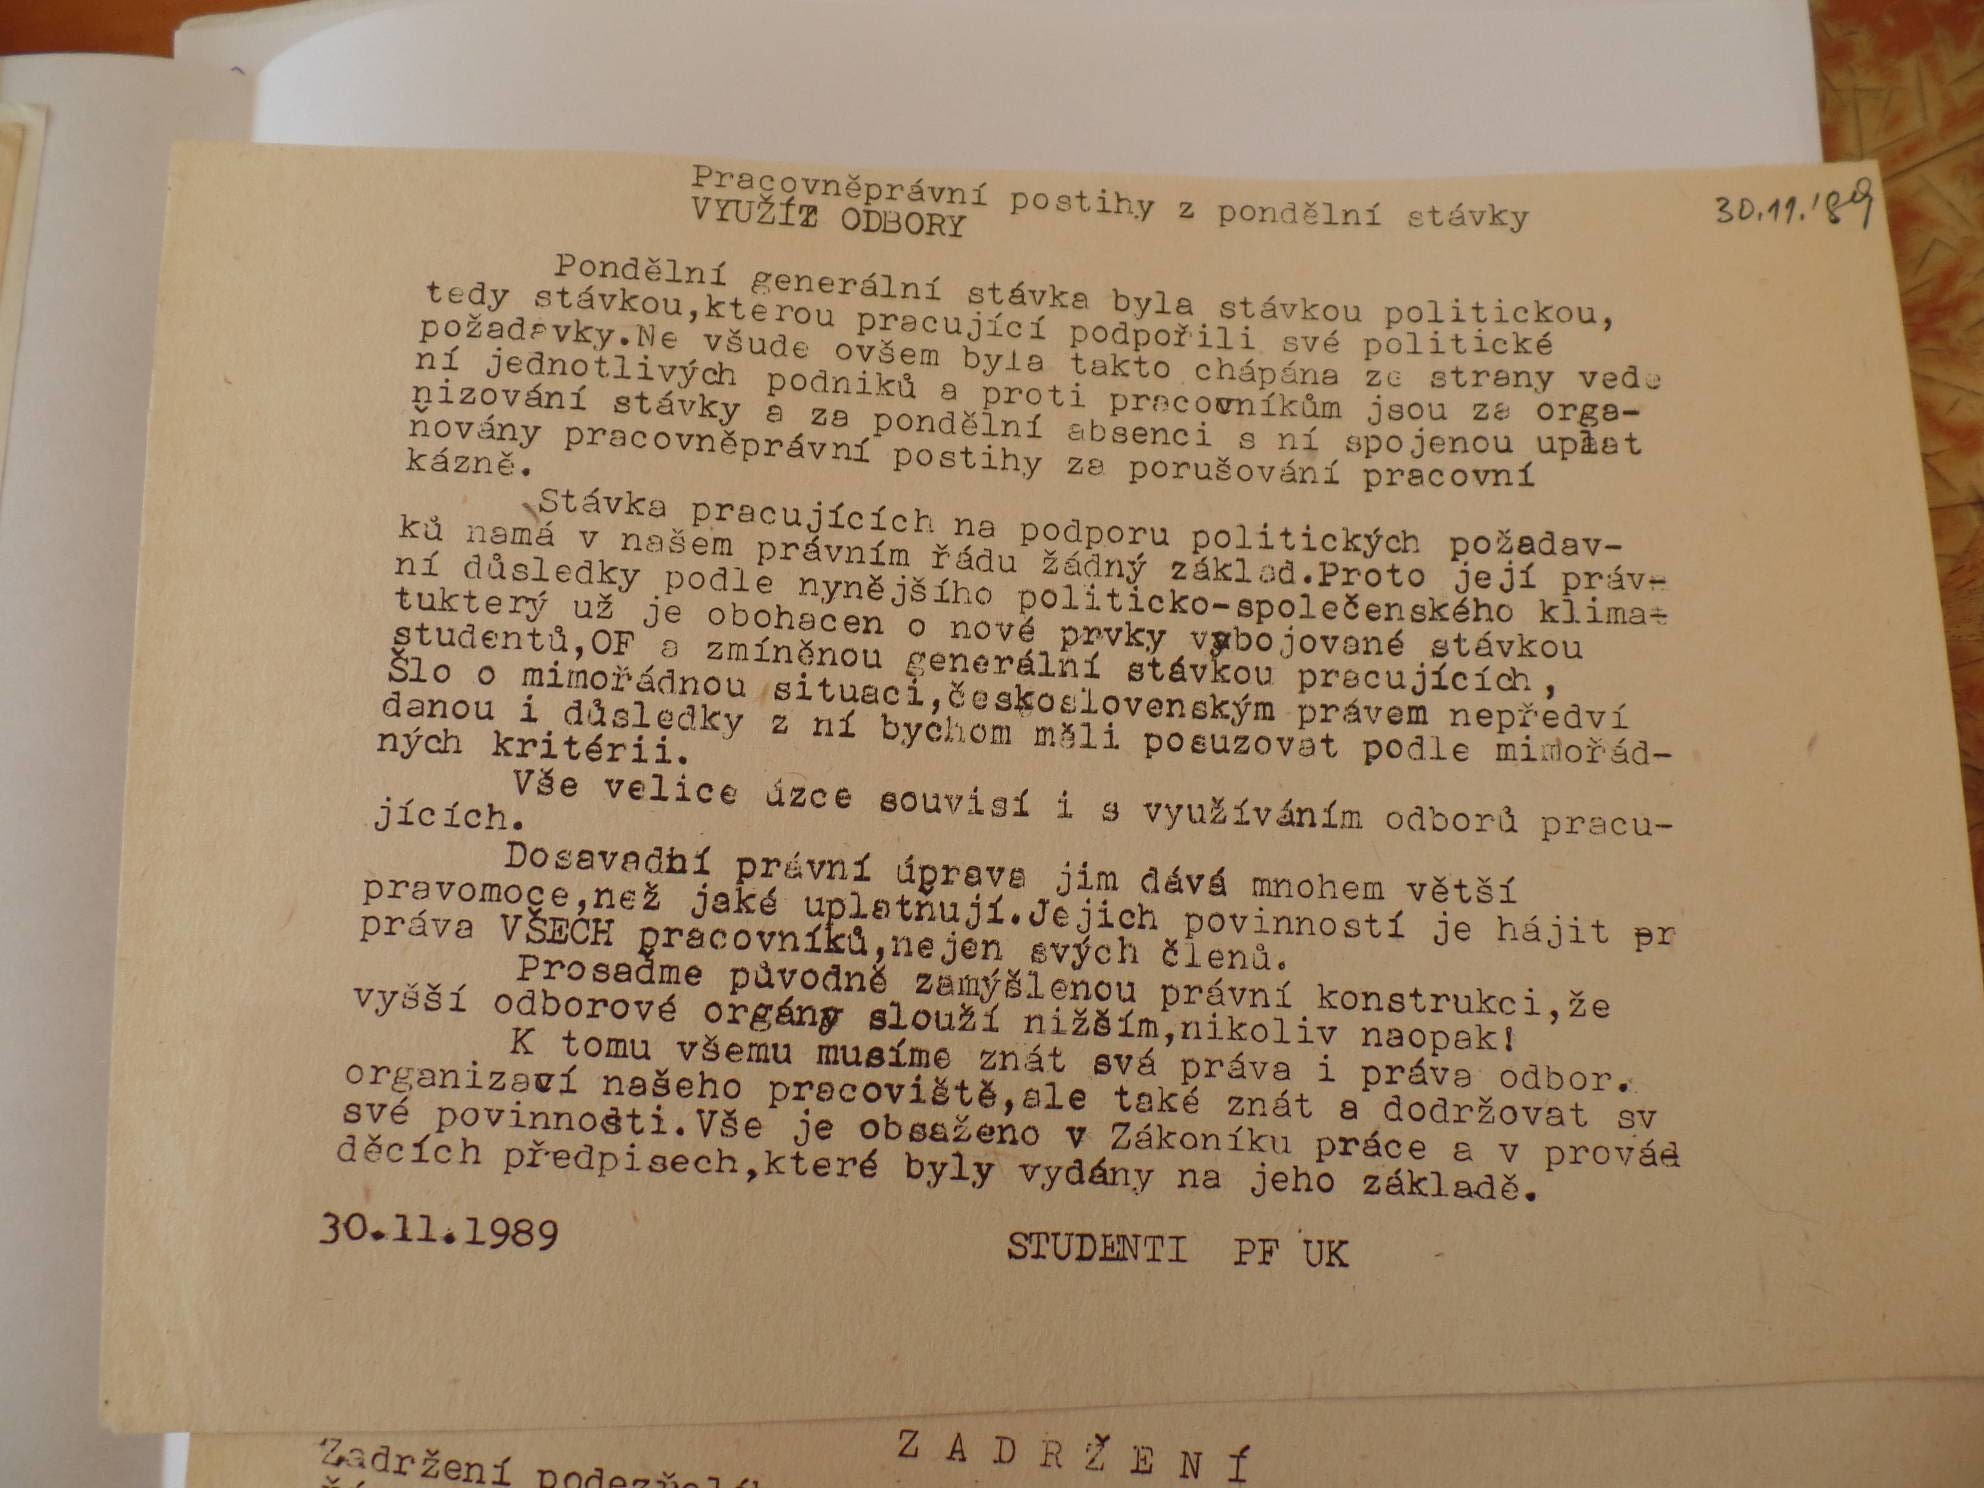 Pracovněprávní postihy z pondělní stávky
VYUŽÍT ODBORY
30.11.'89
Pondělní generální stávka byla stávkou politickou,
tedy stávkou,kterou pracující podpořili své politické
požadavky.Ne všude ovšem byla takto chápána ze strany vede
ní jednotlivých podniků a proti pracovníkům jsou za orga-
nizování stávky a za pondělní absenci s ní spojenou uplat
ňovány pracovněprávní postihy za porušování pracovní
kázně.
Stávka pracujících na podporu politických požadav-
ků namá v našem právním řádu žádný základ.Proto její práv-
ní důsledky podle nynějšího politicko-společenského klimat
tukterý už je obohacen o nové prvky vybojované stávkou
studentů,OF a zmíněnou generální stávkou pracujících,
Šlo o mimořádnou situaci,československým právem nepředví
danou i důsledky z ní bychom měli posuzovat podle mimořád-
ných kritérii.
Vše velice úzce souvisí i s využíváním odborů pracu-
jících.
Dosavadní právní úprava jim dává mnohem větší
pravomoce,než jaké uplatňují.Jejich povinností je hájit pr
práva VŠECH pracovníků,nejen svých členů.
Prosaďme původně zamýšlenou právní konstrukci,že
vyšší odborové orgány slouží nižším,nikoliv naopak!
K tomu všemu musíme znát svá práva i práva odbor.
organizací našeho pracoviště,ale také znát a dodržovat sv
své povinnosti.Vše je obsaženo v Zákoníku práce a v provád
děcích předpisech,které byly vydány na jeho základě.
30.11.1989 STUDENTI PF UK
Z A D R Ž E N Í
Zadržení